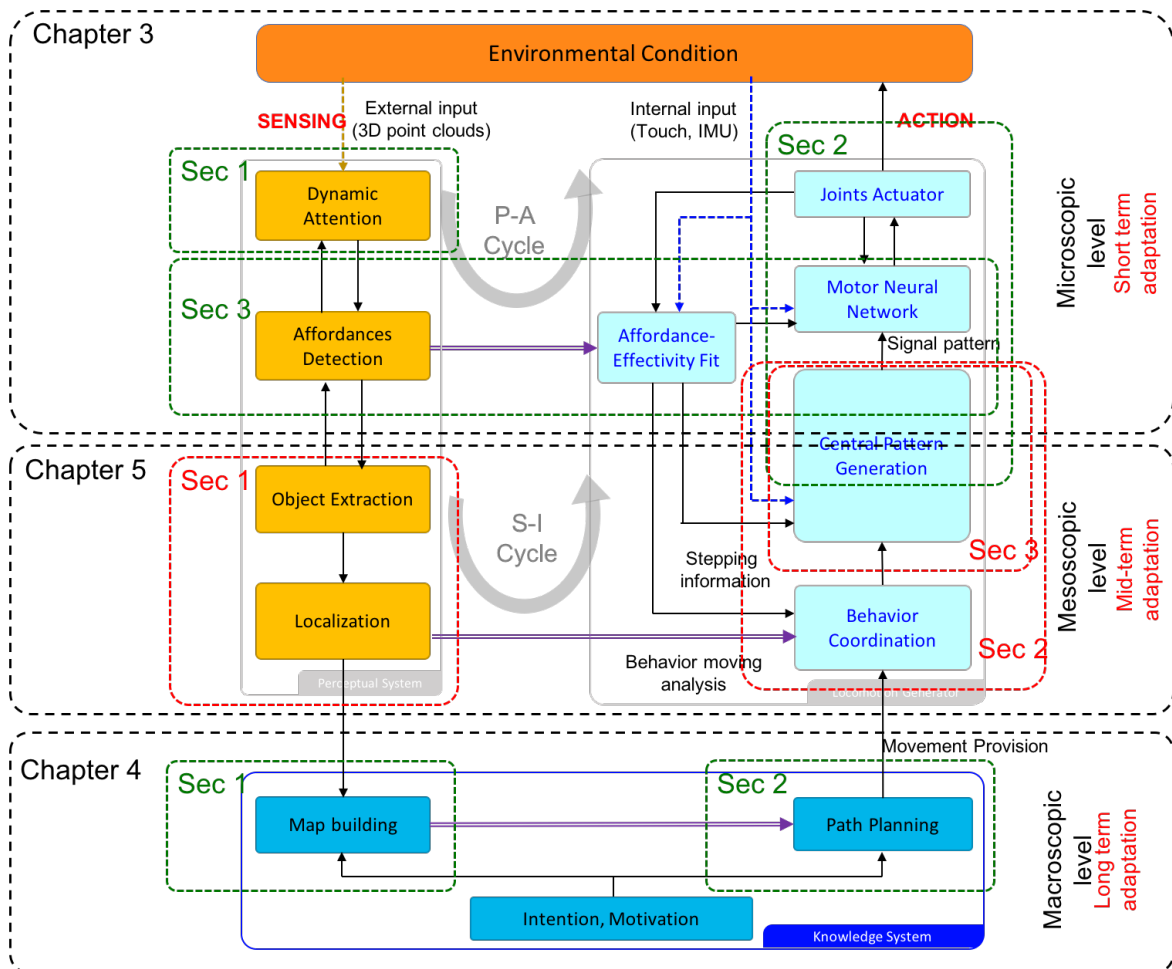 Chapter 3
Environmental Condition
SENSING
External input
(3D point clouds)
Internal input
(Touch, IMU)
ACTION
Sec 1
Sec 2
Dynamic
Attention
P-A
Cycle
Joints Actuator
Microscopic
level
Short term
adaptation
Sec 3
Affordances
Detection
Affordance-
Effectivity Fit
Motor Neural
Network
Signal pattern
Central Pattern
Generation
Chapter 5
Sec 1
Object Extraction
S-I
Cycle
Sec 3
Stepping
information
Mesoscopic
level
Mid-term
adaptation
Localization
Behavior
Coordination
Sec 2
Behavior moving
analysis
Perceptual System
Locomotion Generator
Movement Provision
Chapter 4
Sec 1
Sec 2
Map building
Path Planning
Macroscopic
level
Long term
adaptation
Intention, Motivation
Knowledge System